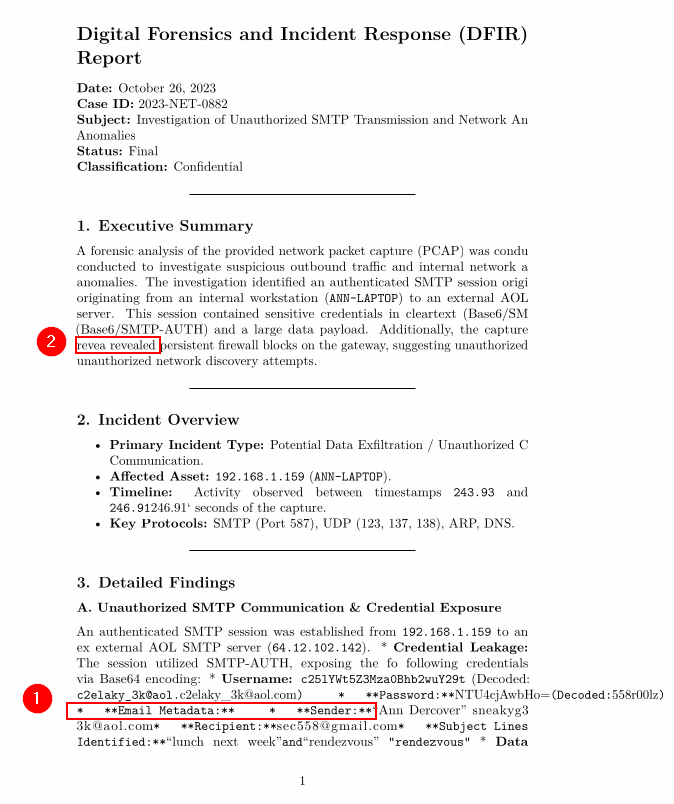 Digital Forensics and Incident Response (DFIR)
Report
Date: October 26, 2023
Case ID: 2023-NET-0882
Subject: Investigation of Unauthorized SMTP Transmission and Network An
Anomalies
Status: Final
Classification: Confidential
1. Executive Summary
A forensic analysis of the provided network packet capture (PCAP) was condu
conducted to investigate suspicious outbound traffic and internal network a
anomalies. The investigation identified an authenticated SMTP session origi
originating from an internal workstation (ANN-LAPTOP) to an external AOL
server. This session contained sensitive credentials in cleartext (Base6/SM
(Base6/SMTP-AUTH) and a large data payload. Additionally, the capture
2
revea revealed persistent firewall blocks on the gateway, suggesting unauthorized
unauthorized network discovery attempts.
2. Incident Overview
• Primary Incident Type: Potential Data Exfiltration / Unauthorized C
Communication.
• Affected Asset: 192.168.1.159 (ANN-LAPTOP).
• Timeline: Activity observed between timestamps 243.93 and
246.91246.91‘ seconds of the capture.
• Key Protocols: SMTP (Port 587), UDP (123, 137, 138), ARP, DNS.
3. Detailed Findings
A. Unauthorized SMTP Communication & Credential Exposure
An authenticated SMTP session was established from 192.168.1.159 to an
ex external AOL SMTP server (64.12.102.142). * Credential Leakage:
The session utilized SMTP-AUTH, exposing the fo following credentials
via Base64 encoding: * Username: c25lYWt5Z3Mza0Bhb2wuY29t (Decoded:
c2elaky_3k@aol.c2elaky_3k@aol.com) * **Password:**NTU4cjAwbHo=(Decoded:558r00lz)
1
* **Email Metadata:** * **Sender:**“Ann Dercover” sneakyg3
3k@aol.com* **Recipient:**sec558@gmail.com* **Subject Lines
Identified:**“lunch next week”and“rendezvous” "rendezvous" * Data
1